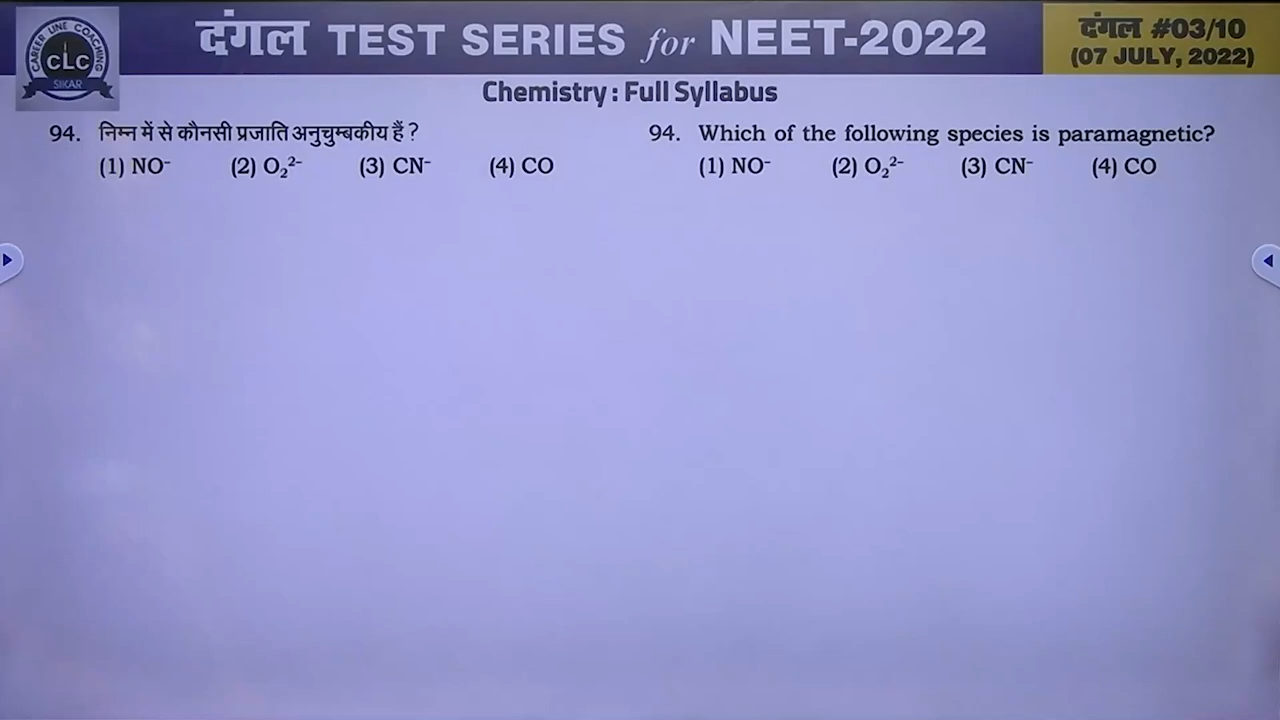 CAREER LINE COACHING
CLC
SIKAR
दंगल TEST SERIES for NEET-2022
दंगल #03/10
(07 JULY, 2022)
Chemistry : Full Syllabus
94. निम्न में से कौनसी प्रजाति अनुचुम्बकीय हैं ?
(1) NO⁻ (2) O₂²⁻ (3) CN⁻ (4) CO
94. Which of the following species is paramagnetic?
(1) NO⁻ (2) O₂²⁻ (3) CN⁻ (4) CO